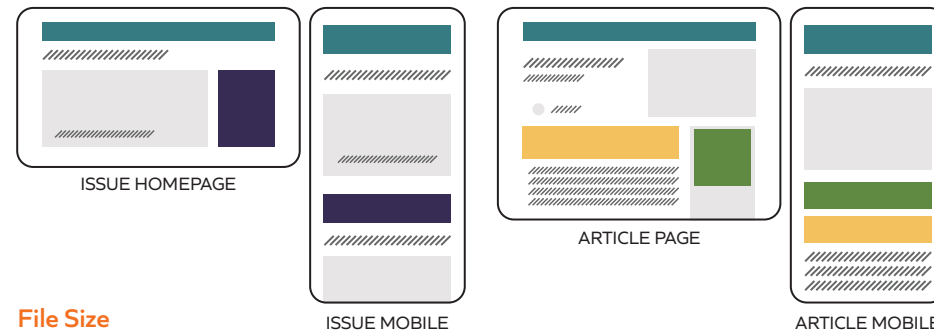 ISSUE HOMEPAGE
ARTICLE PAGE
File Size
ISSUE MOBILE
ARTICLE MOBILE